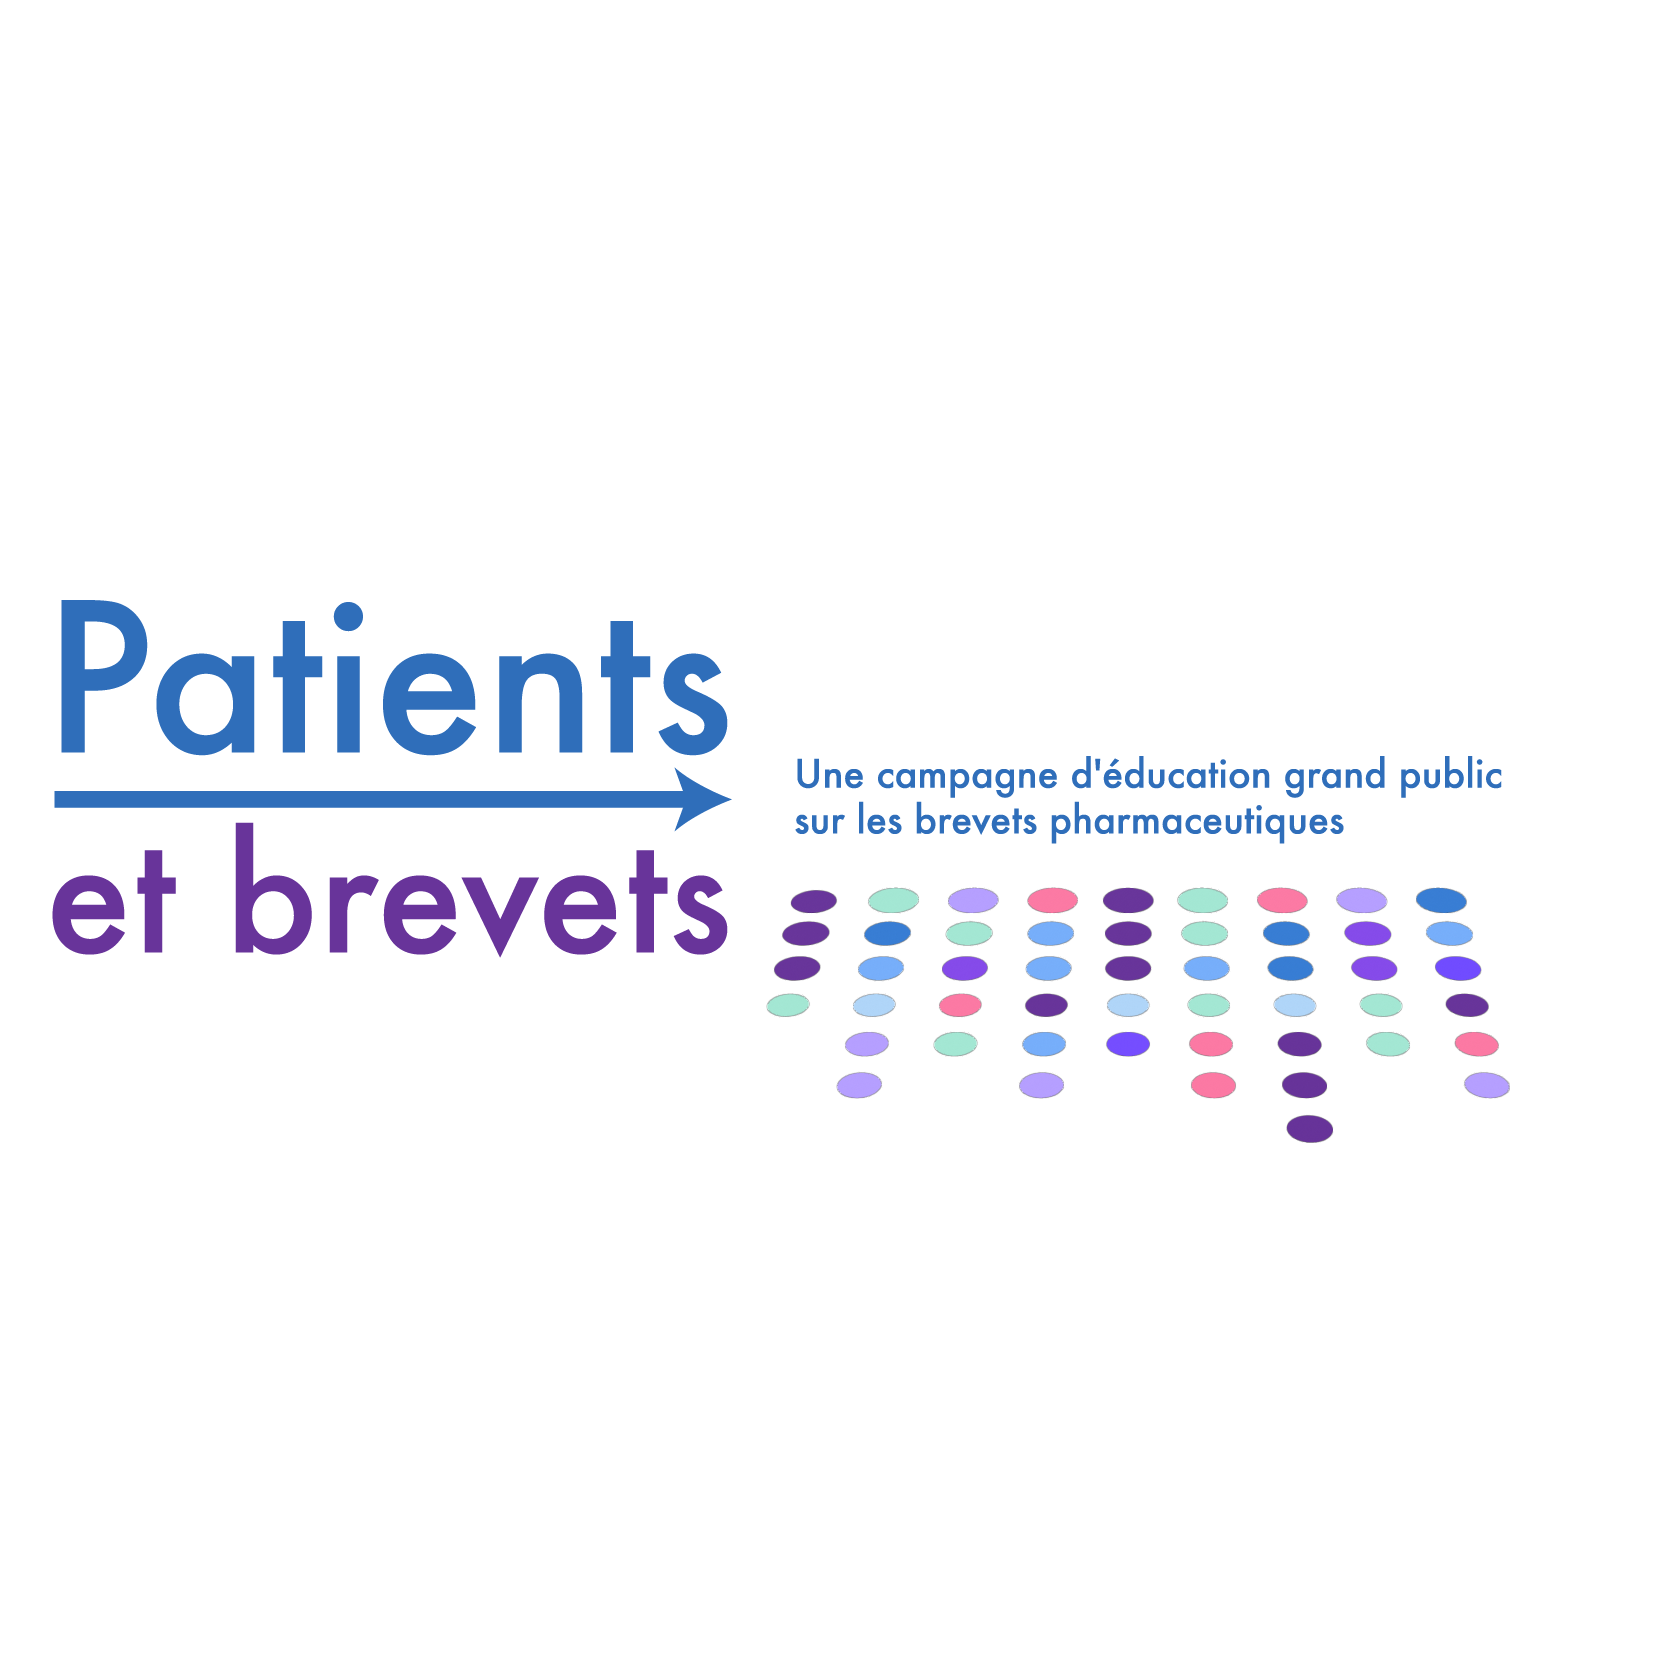 Patients
et brevets
Une campagne d'éducation grand public
sur les brevets pharmaceutiques